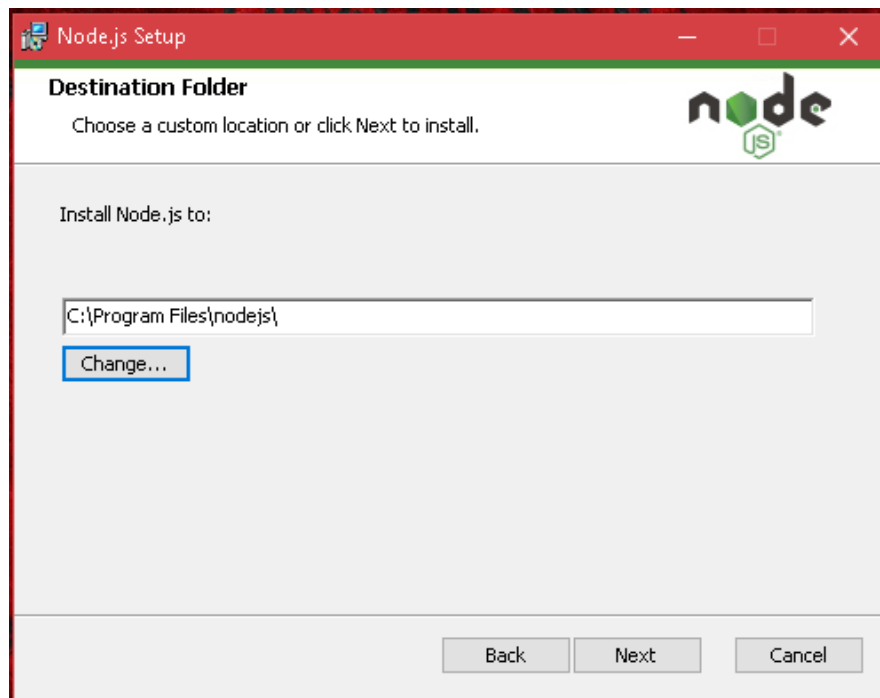 Node.js Setup
Destination Folder
Choose a custom location or click Next to install.
node
JS
Install Node.js to:
C:\Program Files\nodejs\
Change...
Back Next Cancel